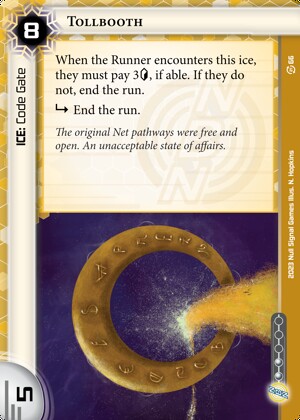 Tollbooth
8
ICE: Code Gate
When the Runner encounters this ice,
they must pay 3, if able. If they do
not, end the run.
↳ End the run.
The original Net pathways were free and
open. An unacceptable state of affairs.
66
2023 Null Signal Games Illus. N. Hopkins
5